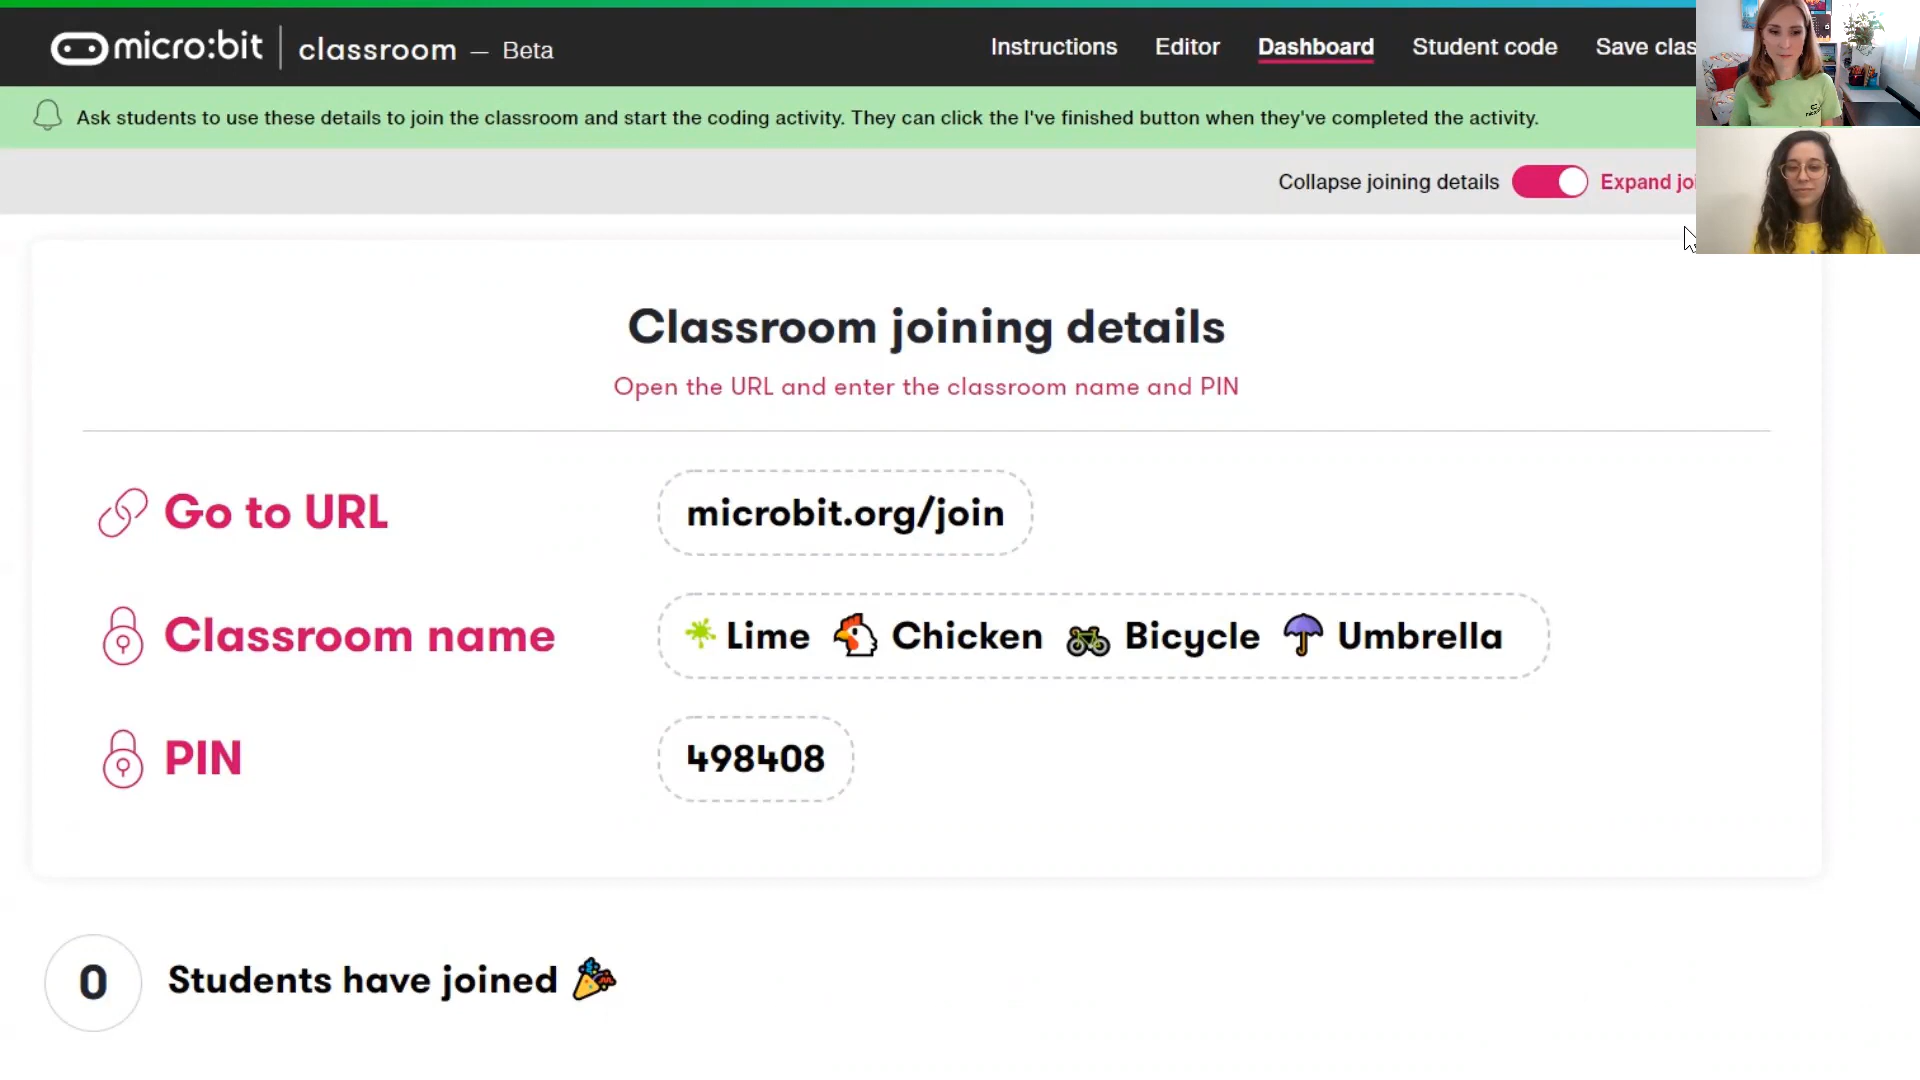 micro:bit classroom — Beta
Instructions Editor Dashboard Student code Save clas
Ask students to use these details to join the classroom and start the coding activity. They can click the I've finished button when they've completed the activity.
Collapse joining details Expand joi
Classroom joining details
Open the URL and enter the classroom name and PIN
Go to URL microbit.org/join
Classroom name Lime Chicken Bicycle Umbrella
PIN 498408
0 Students have joined